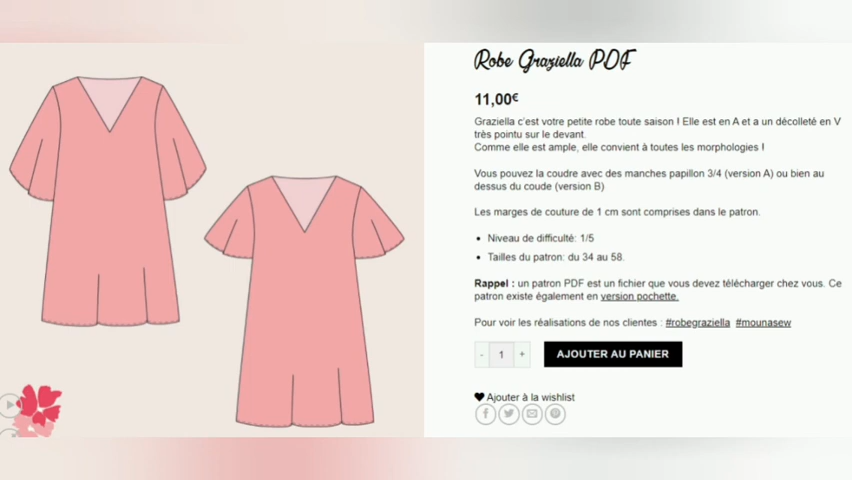 Robe Graziella PDF
11,00€
Graziella c'est votre petite robe toute saison ! Elle est en A et a un décolleté en V
très pointu sur le devant.
Comme elle est ample, elle convient à toutes les morphologies !
Vous pouvez la coudre avec des manches papillon 3/4 (version A) ou bien au
dessus du coude (version B)
Les marges de couture de 1 cm sont comprises dans le patron.
• Niveau de difficulté: 1/5
• Tailles du patron: du 34 au 58.
Rappel : un patron PDF est un fichier que vous devez télécharger chez vous. Ce
patron existe également en version pochette.
Pour voir les réalisations de nos clientes : #robegraziella #mounasew
- 1 +
AJOUTER AU PANIER
Ajouter à la wishlist